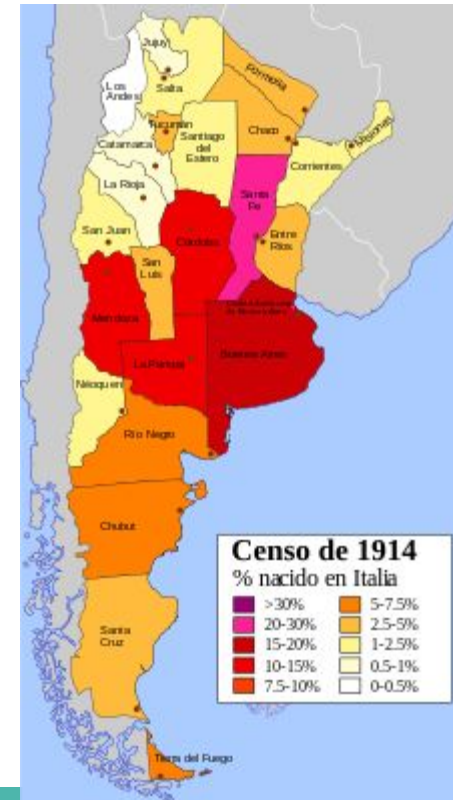 Jujuy
Los
Andes
Salta
Formosa
Tucumán
Chaco
Misiones
Catamarca
Santiago
del
Estero
Corrientes
La Rioja
Santa
Fe
San Juan
Córdoba
Entre
Ríos
San
Luis
Mendoza
Buenos Aires
La Pampa
Néuquen
Río Negro
Chubut
Santa
Cruz
Tierra del Fuego
Censo de 1914
% nacido en Italia
>30%
20-30%
15-20%
10-15%
7.5-10%
5-7.5%
2.5-5%
1-2.5%
0.5-1%
0-0.5%